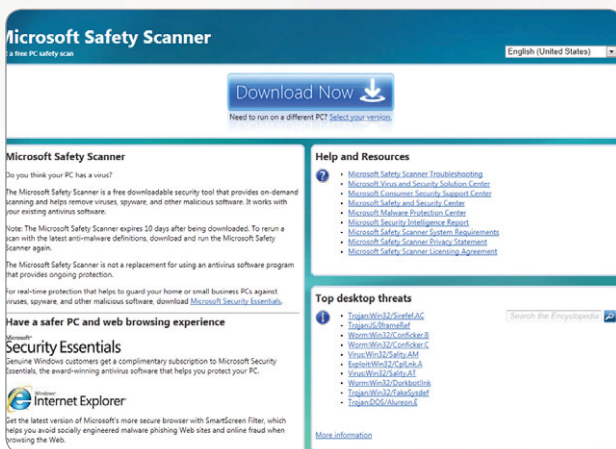 Microsoft Safety Scanner
t a free PC safety scan
English (United States)
Download Now
Need to run on a different PC? Select your version.
Microsoft Safety Scanner
Do you think your PC has a virus?
The Microsoft Safety Scanner is a free downloadable security tool that provides on-demand
scanning and helps remove viruses, spyware, and other malicious software. It works with
your existing antivirus software.
Note: The Microsoft Safety Scanner expires 10 days after being downloaded. To rerun a
scan with the latest anti-malware definitions, download and run the Microsoft Safety
Scanner again.
The Microsoft Safety Scanner is not a replacement for using an antivirus software program
that provides ongoing protection.
For real-time protection that helps to guard your home or small business PCs against
viruses, spyware, and other malicious software, download Microsoft Security Essentials.
Have a safer PC and web browsing experience
Microsoft
Security Essentials
Genuine Windows customers get a complimentary subscription to Microsoft Security
Essentials, the award-winning antivirus software that helps you protect your PC.
Windows
Internet Explorer
Get the latest version of Microsoft's more secure browser with SmartScreen Filter, which
helps you avoid socially engineered malware phishing Web sites and online fraud when
browsing the Web.
Help and Resources
Microsoft Safety Scanner Troubleshooting
Microsoft Virus and Security Solution Center
Microsoft Consumer Security Support Center
Microsoft Safety and Security Center
Microsoft Malware Protection Center
Microsoft Security Intelligence Report
Microsoft Safety Scanner System Requirements
Microsoft Safety Scanner Privacy Statement
Microsoft Safety Scanner Licensing Agreement
Top desktop threats
Search the Encyclopedia
Trojan:Win32/Sirefef.AC
Trojan:JS/IframeRef
Worm:Win32/Conficker.B
Worm:Win32/Conficker.C
Virus:Win32/Sality.AM
Exploit:Win32/CplLnk.A
Virus:Win32/Sality.AT
Worm:Win32/Dorkbot!lnk
Trojan:Win32/FakeSysdef
Trojan:DOS/Alureon.E
More information